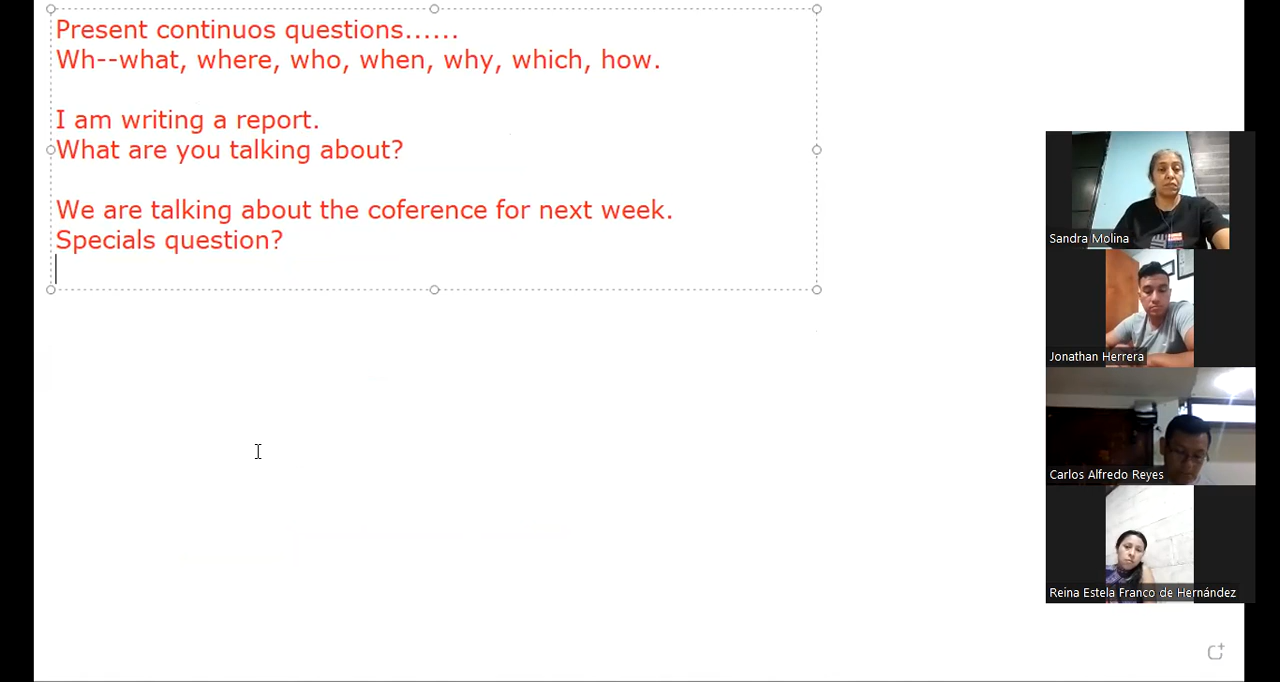 Present continuos questions......
Wh--what, where, who, when, why, which, how.
I am writing a report.
What are you talking about?
We are talking about the coference for next week.
Specials question?
Sandra Molina
Jonathan Herrera
Carlos Alfredo Reyes
Reina Estela Franco de Hernández